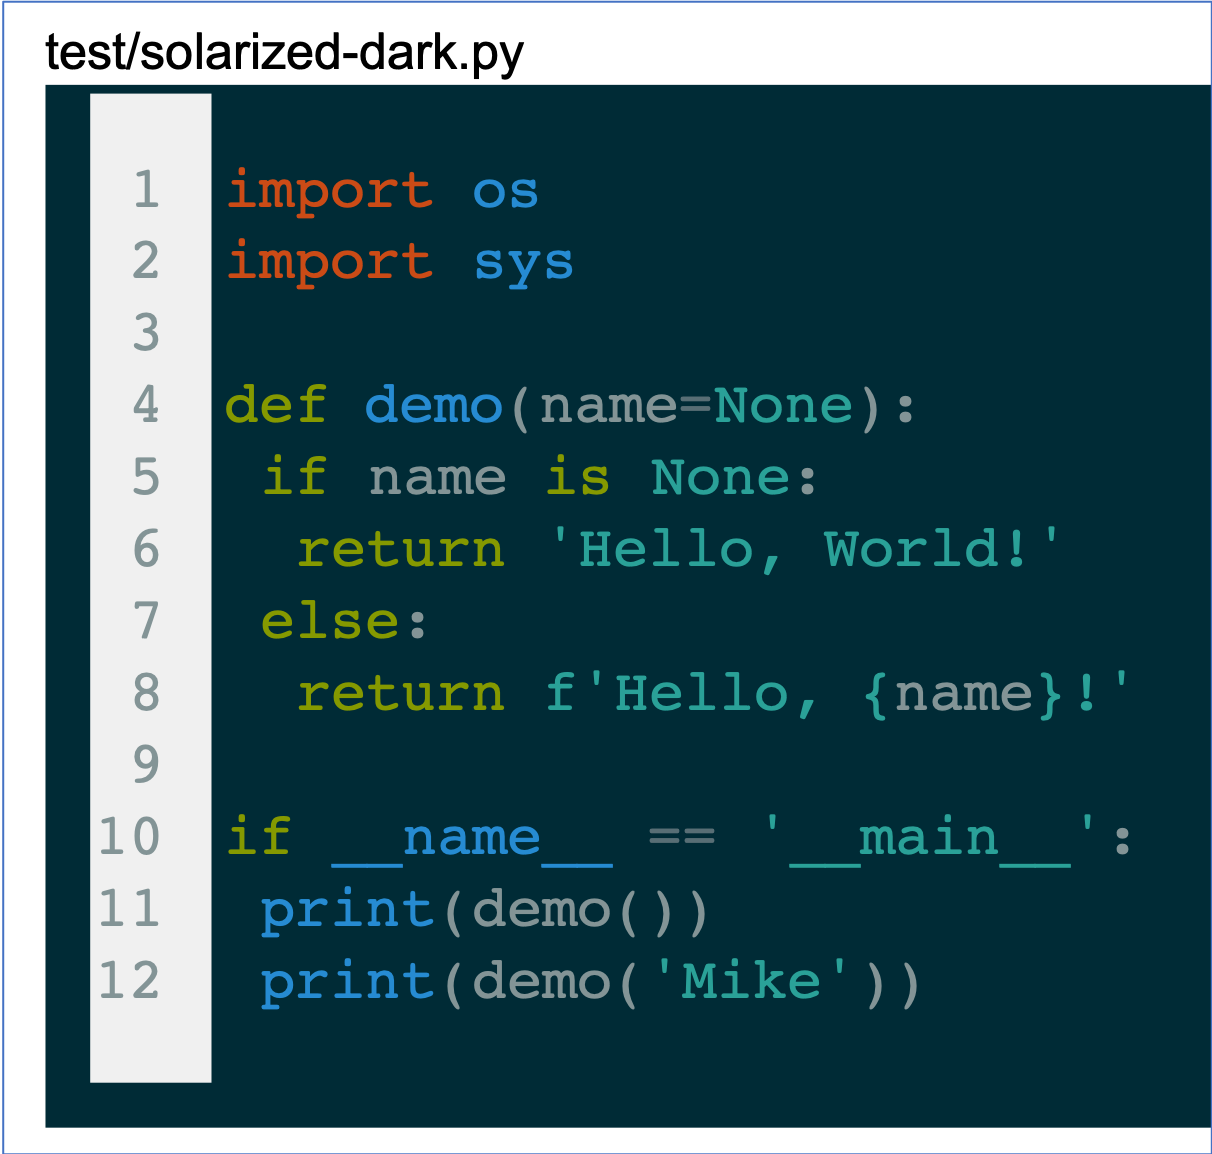 test/solarized-dark.py
1 import os
2 import sys
3
4 def demo(name=None):
5  if name is None:
6   return 'Hello, World!'
7  else:
8   return f'Hello, {name}!'
9
10 if __name__ == '__main__':
11  print(demo())
12  print(demo('Mike'))